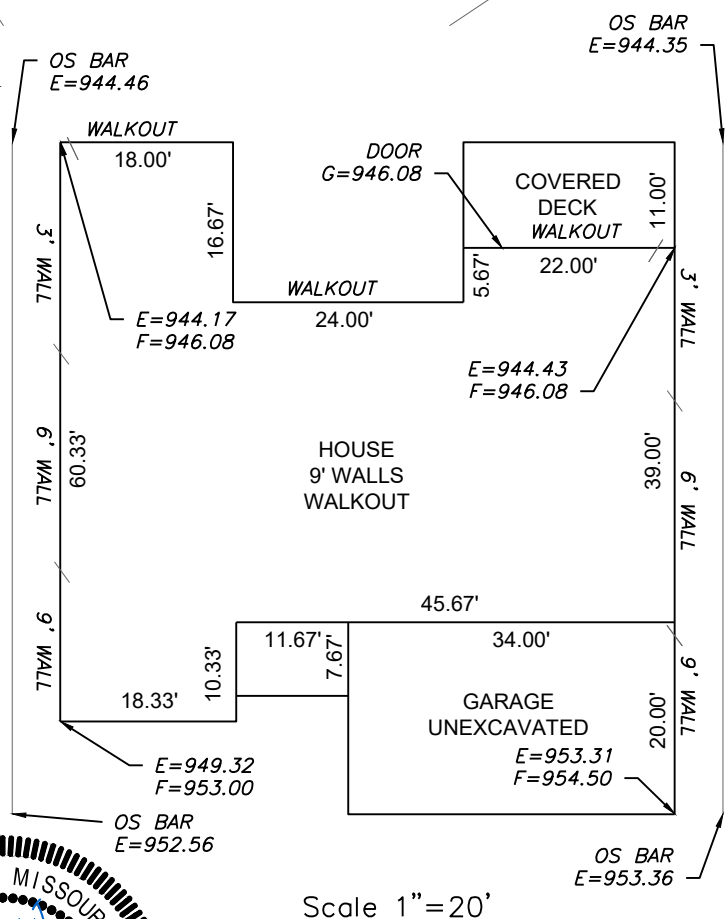 OS BAR
E=944.35
OS BAR
E=944.46
WALKOUT
18.00'
DOOR
G=946.08
COVERED
DECK
WALKOUT
11.00'
22.00'
16.67'
5.67'
3' WALL
WALKOUT
24.00'
3' WALL
E=944.17
F=946.08
E=944.43
F=946.08
6' WALL
60.33'
HOUSE
9' WALLS
WALKOUT
39.00'
6' WALL
45.67'
11.67'
7.67'
34.00'
9' WALL
10.33'
18.33'
GARAGE
UNEXCAVATED
20.00'
9' WALL
E=953.31
F=954.50
E=949.32
F=953.00
OS BAR
E=952.56
OS BAR
E=953.36
MISSOUR
Scale 1"=20'